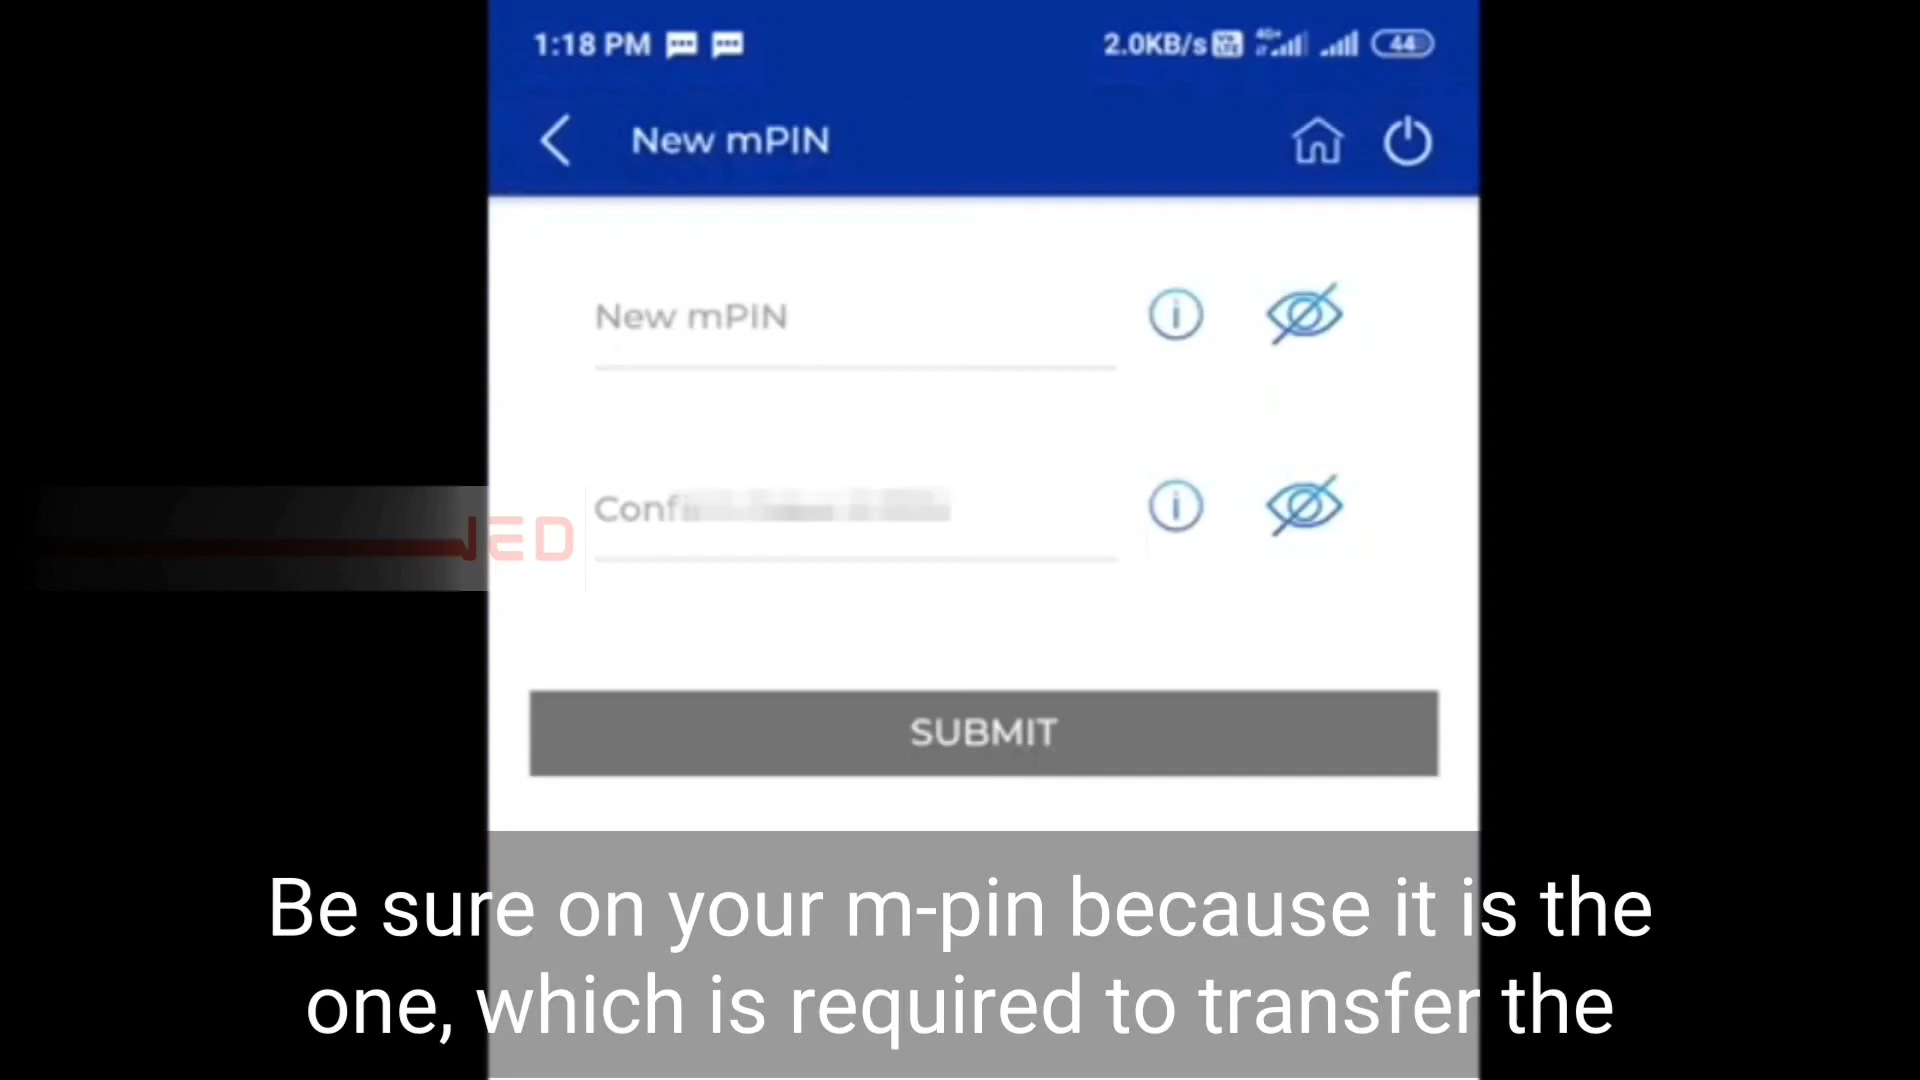 1:18 PM 2.0KB/s 4G+ 44
New mPIN
New mPIN
SUBMIT
Be sure on your m-pin because it is the
one, which is required to transfer the